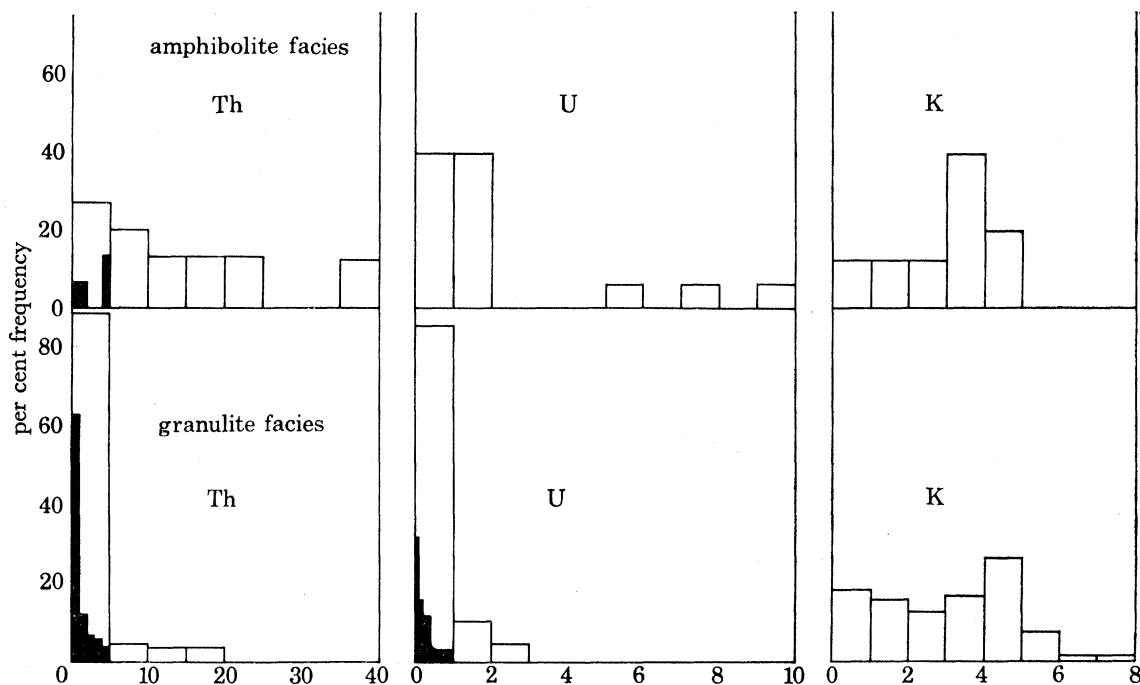 amphibolite facies
60
Th
U
K
40
20
0
per cent frequency
80
60
granulite facies
Th
U
K
40
20
0 10 20 30 40
0 2 4 6 8 10
0 2 4 6 8